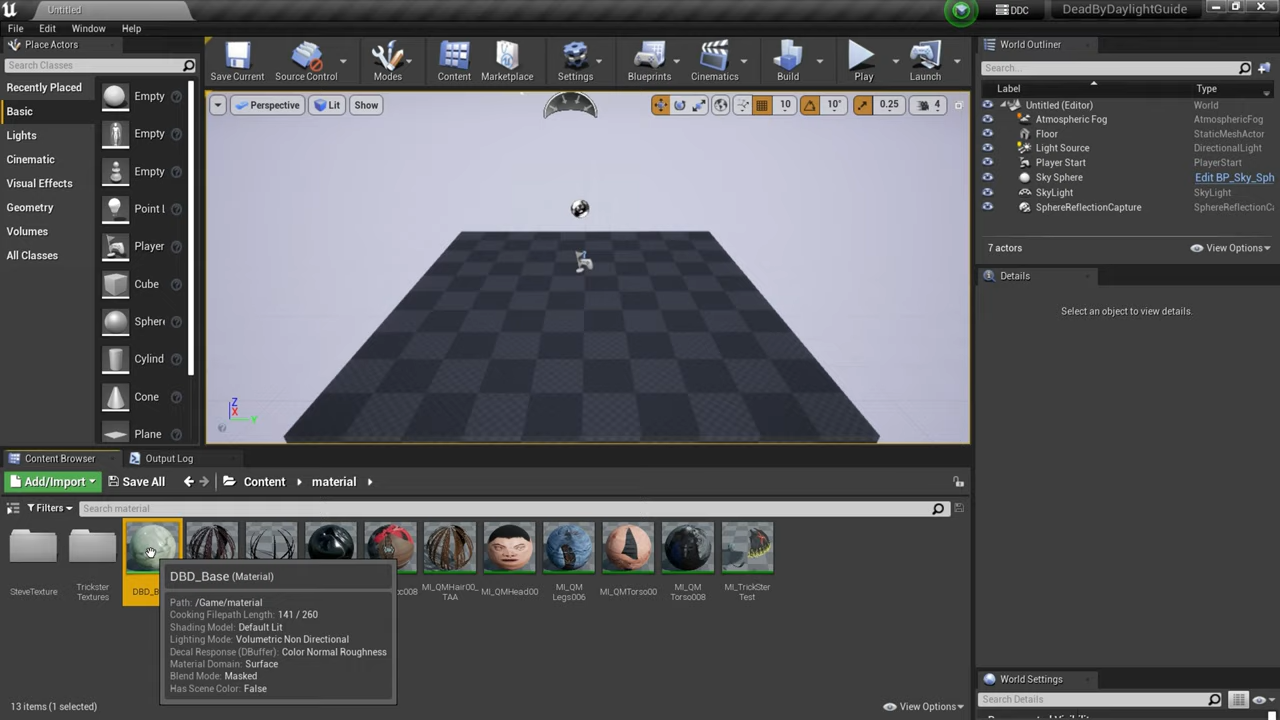 Untitled
DDC
DeadByDaylightGuide
File
Edit
Window
Help
Place Actors
Search Classes
Recently Placed
Basic
Lights
Cinematic
Visual Effects
Geometry
Volumes
All Classes
Empty
Empty
Empty
Point L
Player
Cube
Sphere
Cylind
Cone
Plane
Save Current
Source Control
Modes
Content
Marketplace
Settings
Blueprints
Cinematics
Build
Play
Launch
Perspective
Lit
Show
10
10°
0.25
4
Z
X
Y
World Outliner
Search...
Label
Type
Untitled (Editor)
World
Atmospheric Fog
AtmosphericFog
Floor
StaticMeshActor
Light Source
DirectionalLight
Player Start
PlayerStart
Sky Sphere
Edit BP_Sky_Sph
SkyLight
SkyLight
SphereReflectionCapture
SphereReflectionCa
7 actors
View Options
Details
Select an object to view details.
Content Browser
Output Log
Add/Import
Save All
Content
material
Filters
Search material
SteveTexture
Trickster
Textures
DBD_B
cc008
MI_QMHair00_
TAA
MI_QMHead00
MI_QM
Legs006
MI_QMTorso00
MI_QM
Torso008
MI_TrickSter
Test
DBD_Base (Material)
Path: /Game/material
Cooking Filepath Length: 141 / 260
Shading Model: Default Lit
Lighting Mode: Volumetric Non Directional
Decal Response (DBuffer): Color Normal Roughness
Material Domain: Surface
Blend Mode: Masked
Has Scene Color: False
13 items (1 selected)
View Options
World Settings
Search Details